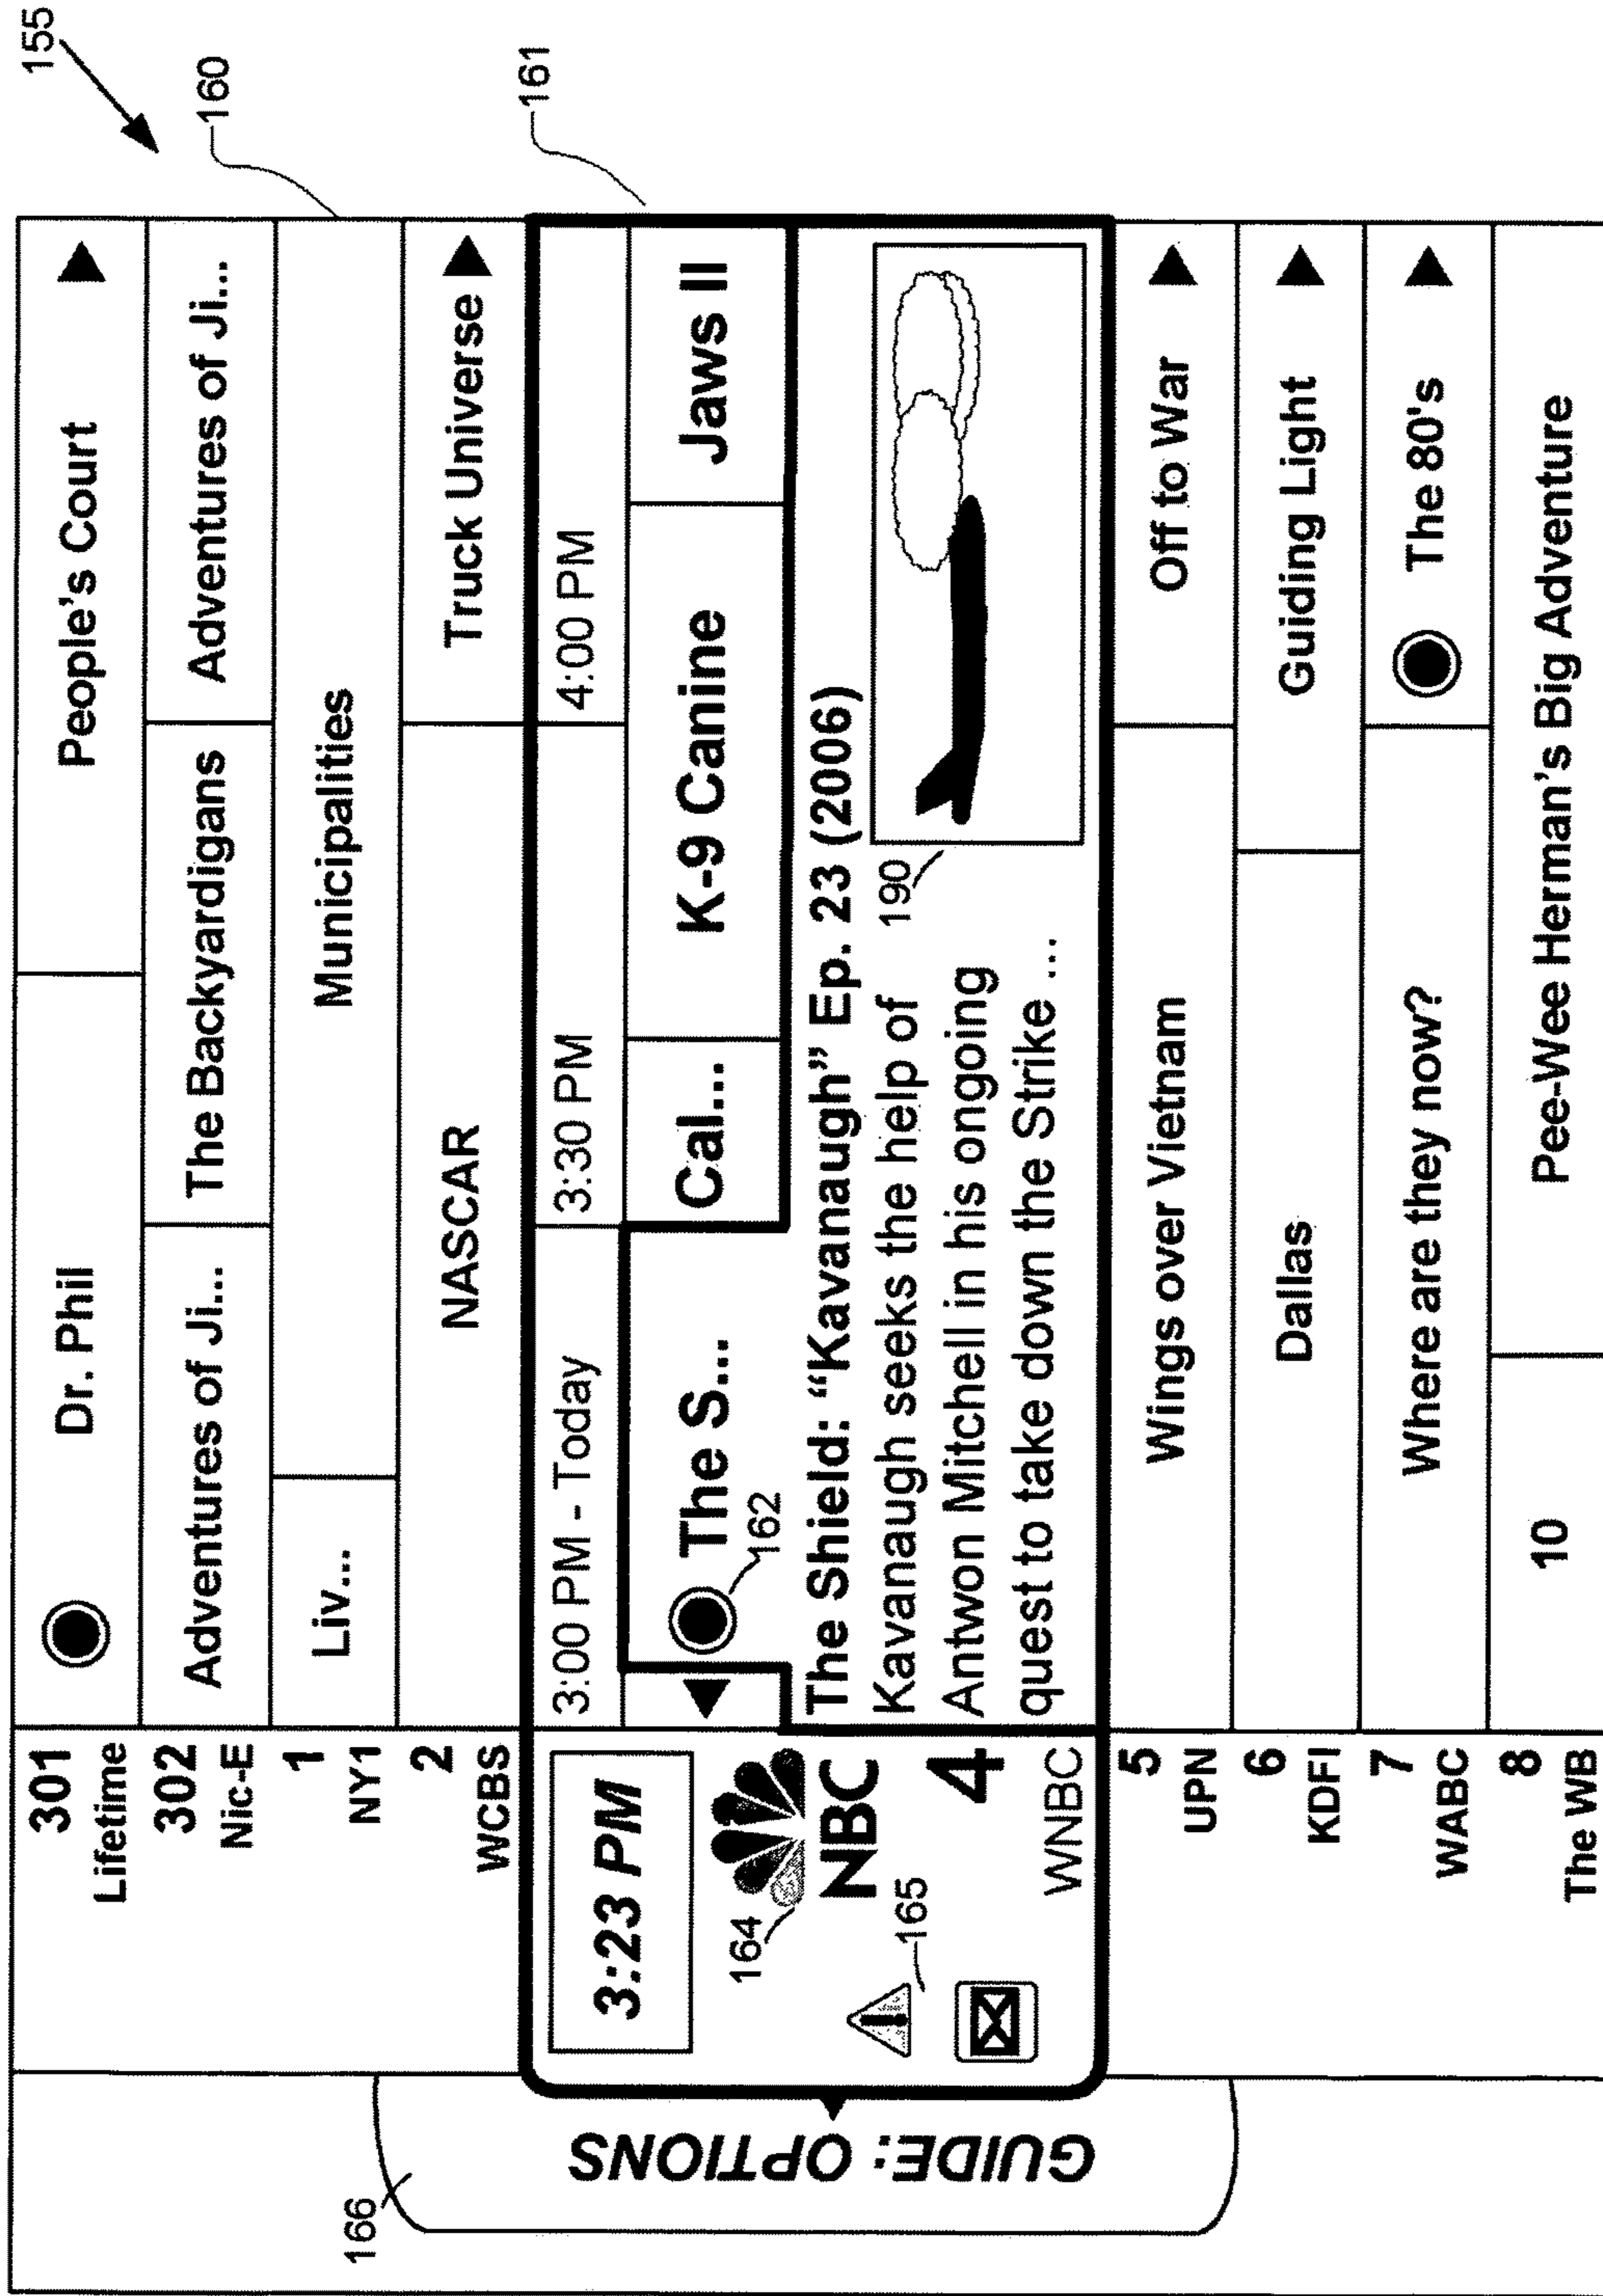 155
160
161
301 Lifetime
Dr. Phil
People's Court
302 Nic-E
Adventures of Ji...
The Backyardigans
Adventures of Ji...
1 NY1
Liv...
Municipalities
2 WCBS
NASCAR
Truck Universe
3:23 PM
3:00 PM - Today
3:30 PM
4:00 PM
164
NBC
165
4
WNBC
The S...
162
Cal...
K-9 Canine
Jaws II
The Shield: “Kavanaugh” Ep. 23 (2006)
Kavanaugh seeks the help of
Antwon Mitchell in his ongoing
quest to take down the Strike ...
190
166
GUIDE: OPTIONS
5 UPN
Wings over Vietnam
Off to War
6 KDFI
Dallas
Guiding Light
7 WABC
Where are they now?
The 80's
8 The WB
10
Pee-Wee Herman's Big Adventure